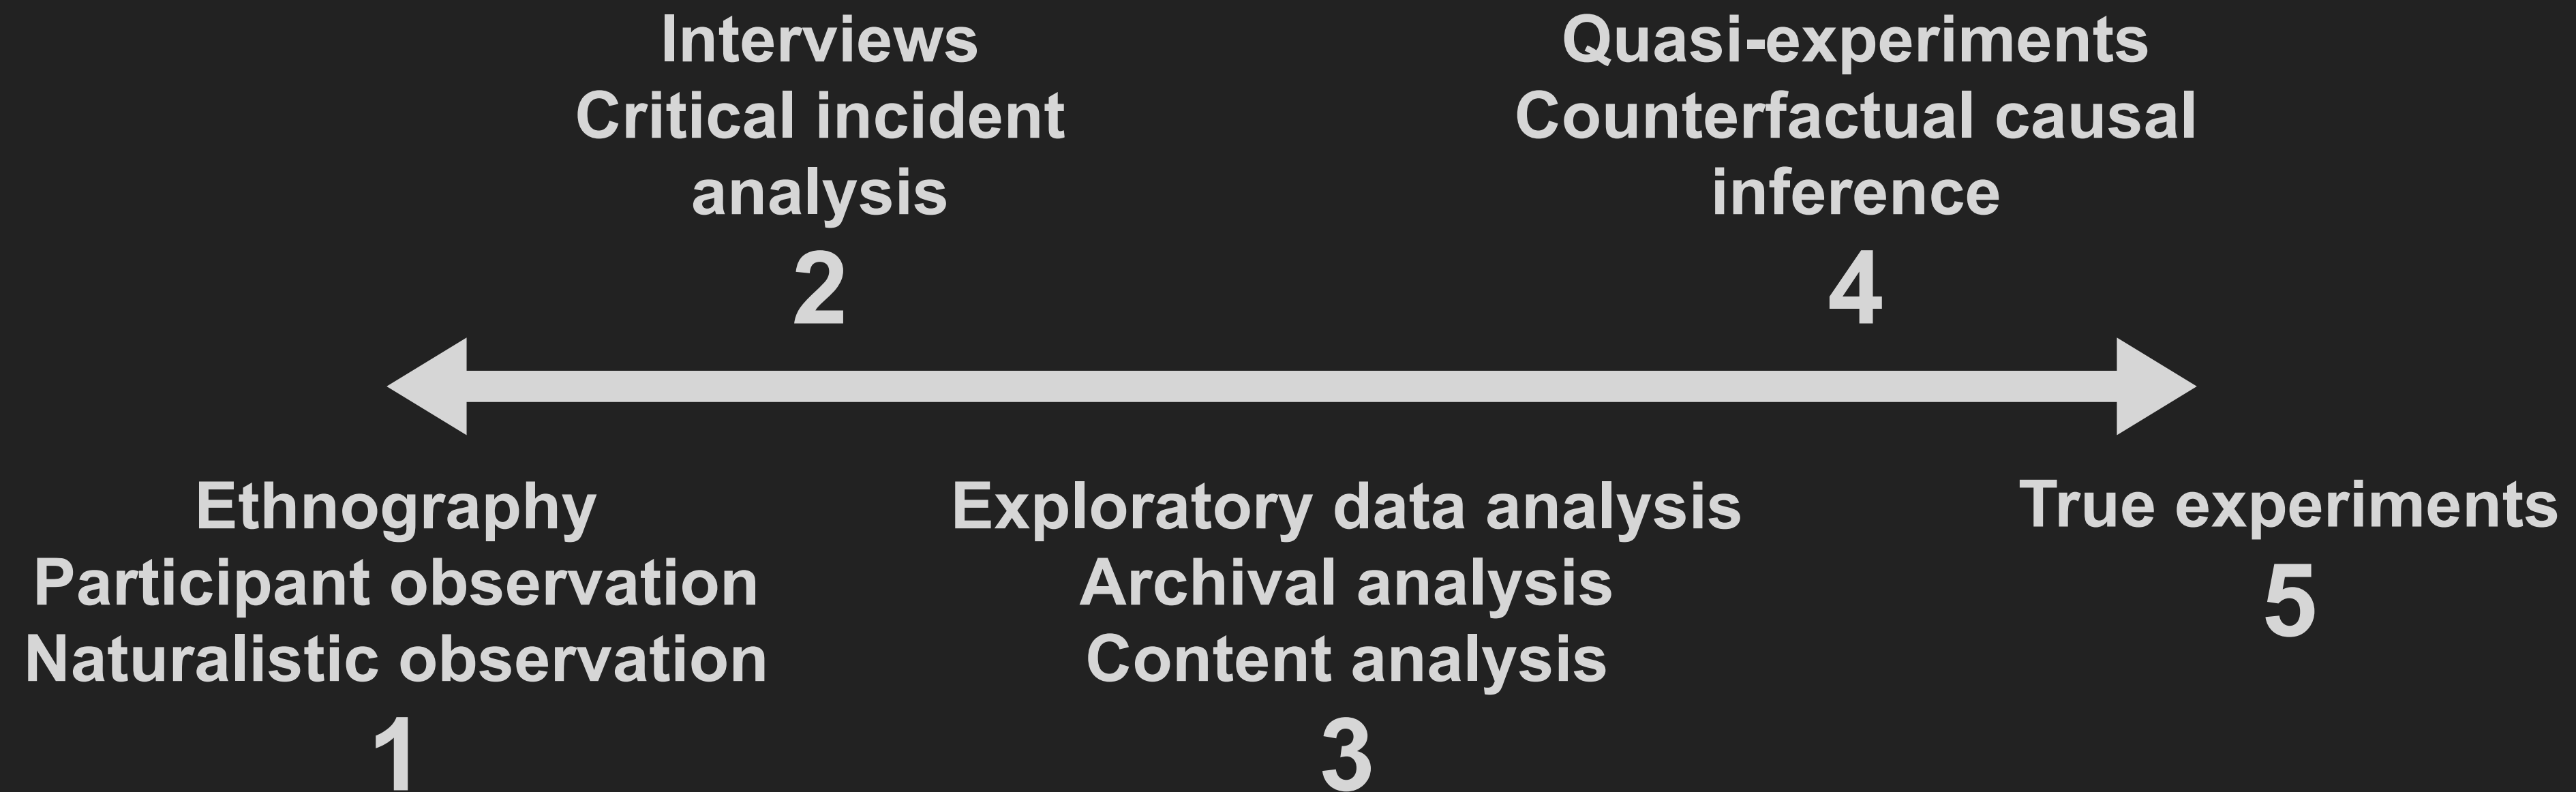 Interviews
Critical incident
analysis
2
Quasi-experiments
Counterfactual causal
inference
4
Ethnography
Participant observation
Naturalistic observation
1
Exploratory data analysis
Archival analysis
Content analysis
3
True experiments
5